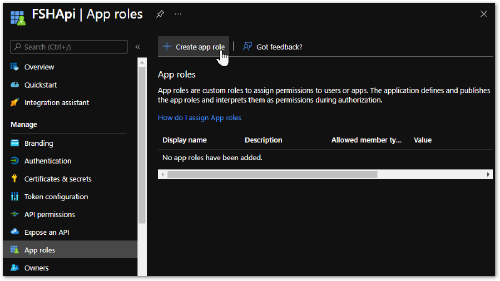 FSHApi | App roles
Search (Ctrl+/)
«
Overview
Quickstart
Integration assistant
Manage
Branding
Authentication
Certificates & secrets
Token configuration
API permissions
Expose an API
App roles
Owners
Create app role
Got feedback?
App roles
App roles are custom roles to assign permissions to users or apps. The application defines and publishes
the app roles and interprets them as permissions during authorization.
How do I assign App roles
Display name Description Allowed member ty... Value
No app roles have been added.